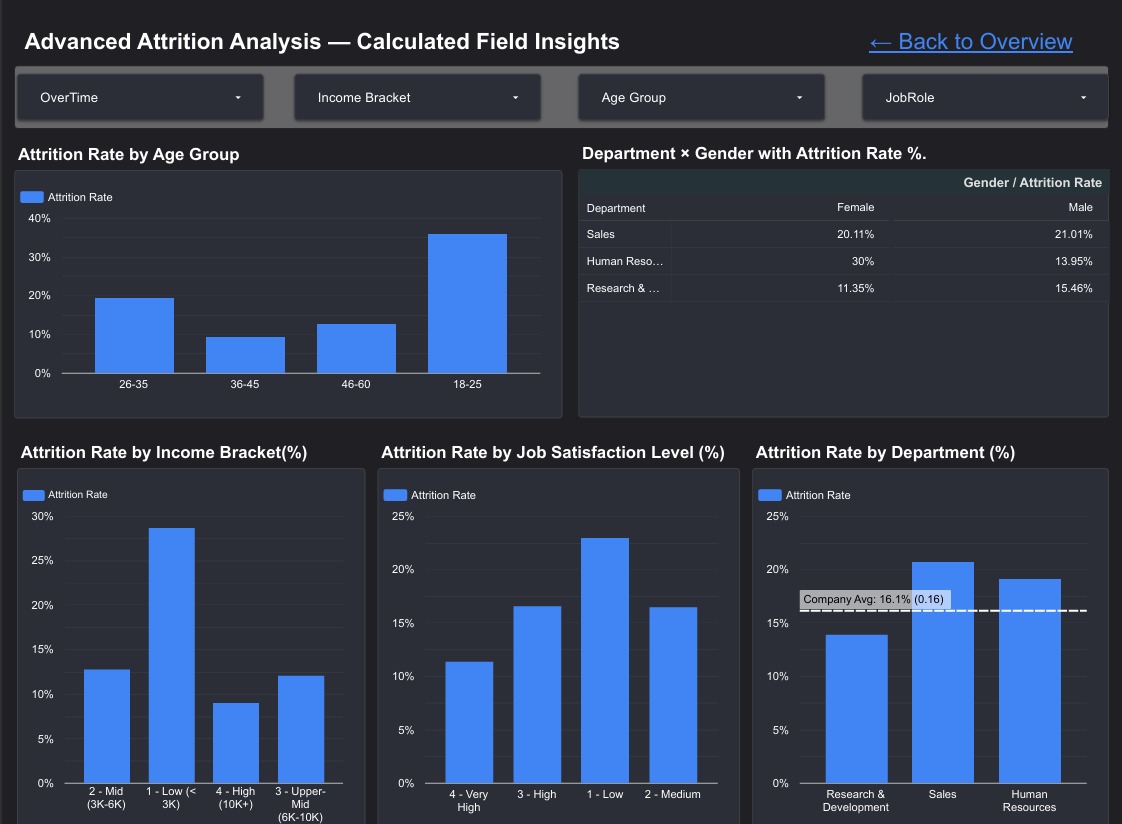 Advanced Attrition Analysis — Calculated Field Insights
← Back to Overview
OverTime
Income Bracket
Age Group
JobRole
Attrition Rate by Age Group
Attrition Rate
40%
30%
20%
10%
0%
26-35
36-45
46-60
18-25
Department × Gender with Attrition Rate %.
Gender / Attrition Rate
Department Female Male
Sales 20.11% 21.01%
Human Reso... 30% 13.95%
Research & ... 11.35% 15.46%
Attrition Rate by Income Bracket(%)
Attrition Rate
30%
25%
20%
15%
10%
5%
0%
2 - Mid
(3K-6K)
1 - Low (<
3K)
4 - High
(10K+)
3 - Upper-
Mid
(6K-10K)
Attrition Rate by Job Satisfaction Level (%)
Attrition Rate
25%
20%
15%
10%
5%
0%
4 - Very
High
3 - High
1 - Low
2 - Medium
Attrition Rate by Department (%)
Attrition Rate
25%
20%
15%
10%
5%
0%
Company Avg: 16.1% (0.16)
Research &
Development
Sales
Human
Resources